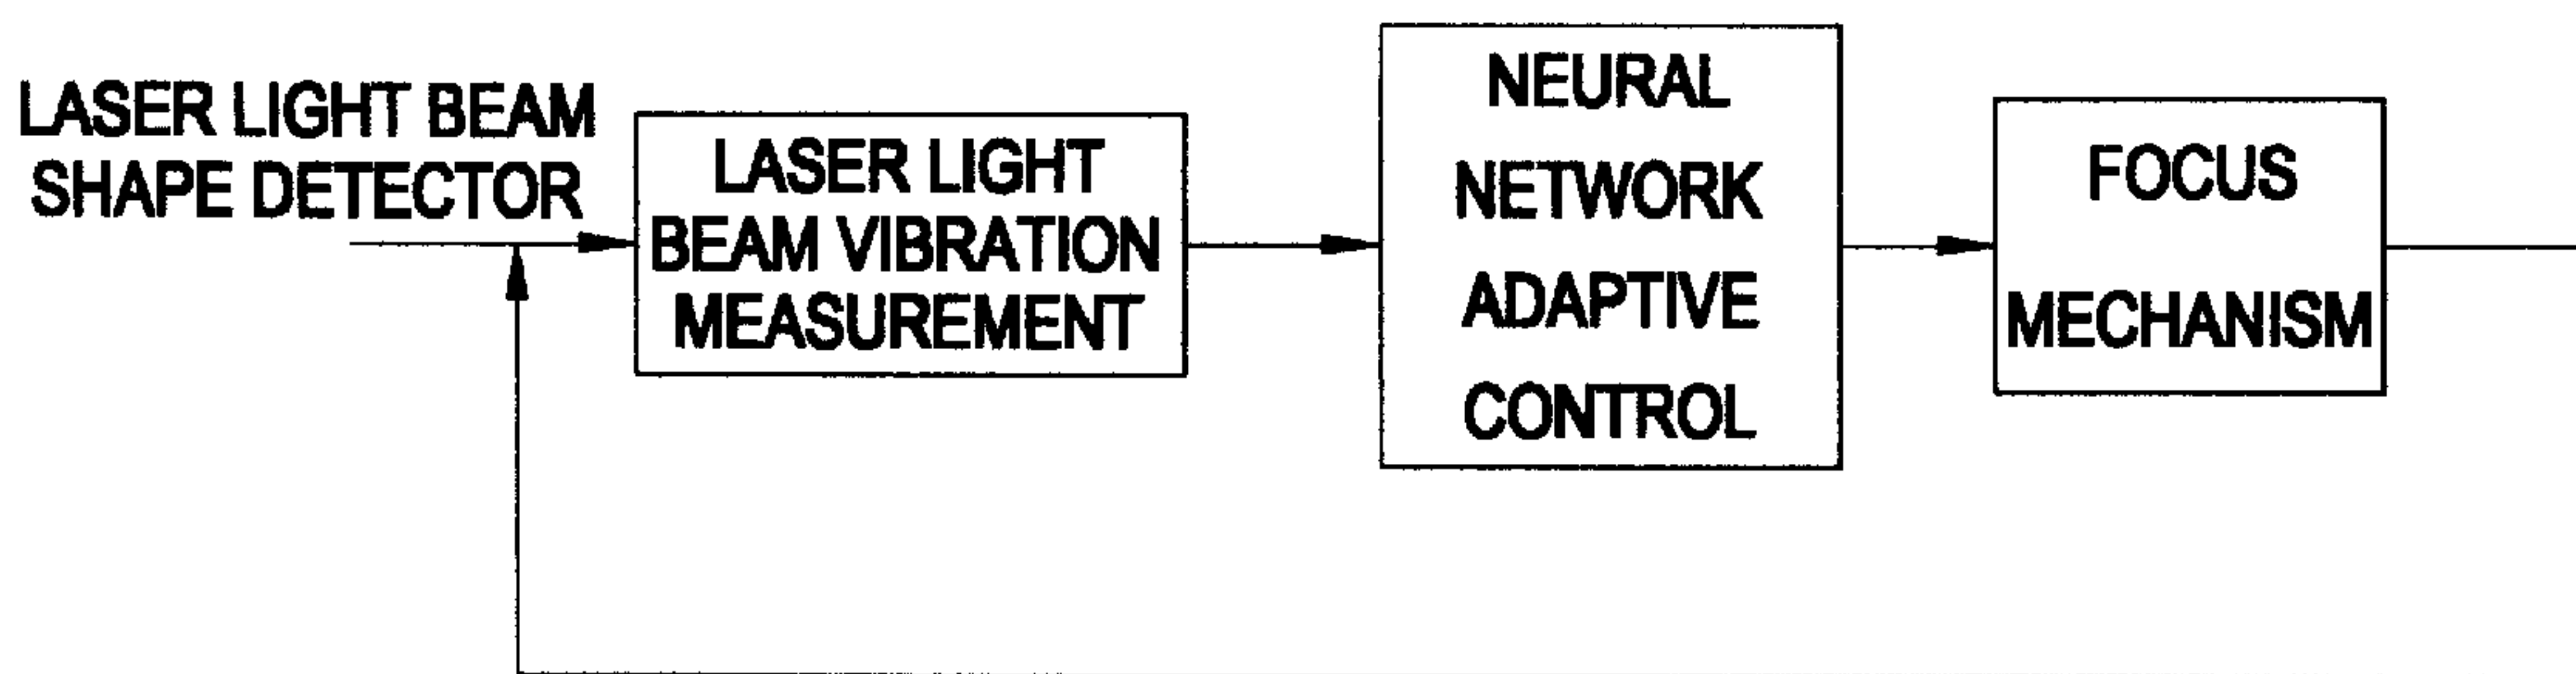 LASER LIGHT BEAM
SHAPE DETECTOR
LASER LIGHT
BEAM VIBRATION
MEASUREMENT
NEURAL
NETWORK
ADAPTIVE
CONTROL
FOCUS
MECHANISM